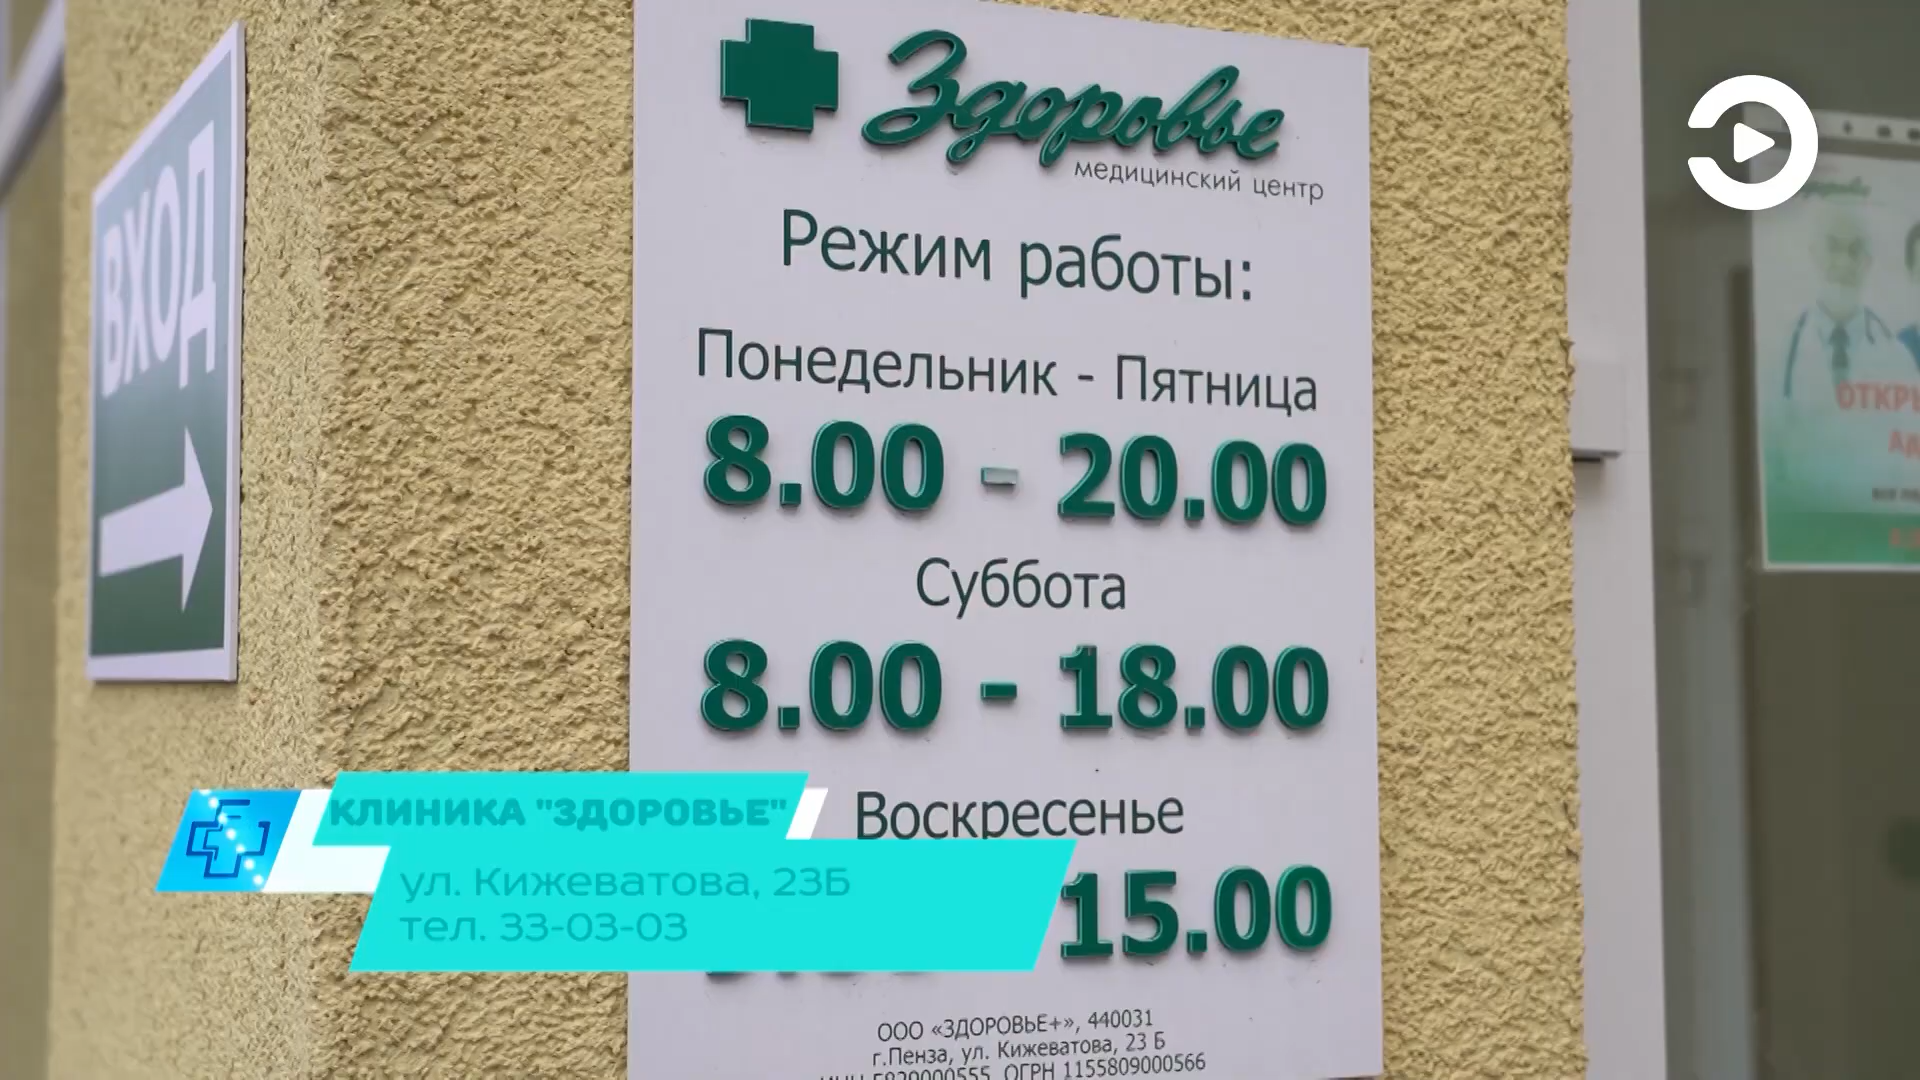 ВХОД
Здоровье
медицинский центр
Режим работы:
Понедельник - Пятница
8.00 - 20.00
Суббота
8.00 - 18.00
Воскресенье
15.00
ООО «ЗДОРОВЬЕ+», 440031
г.Пенза, ул. Кижеватова, 23 Б
ОГРН 1155809000566
КЛИНИКА "ЗДОРОВЬЕ"
ул. Кижеватова, 23Б
тел. 33-03-03